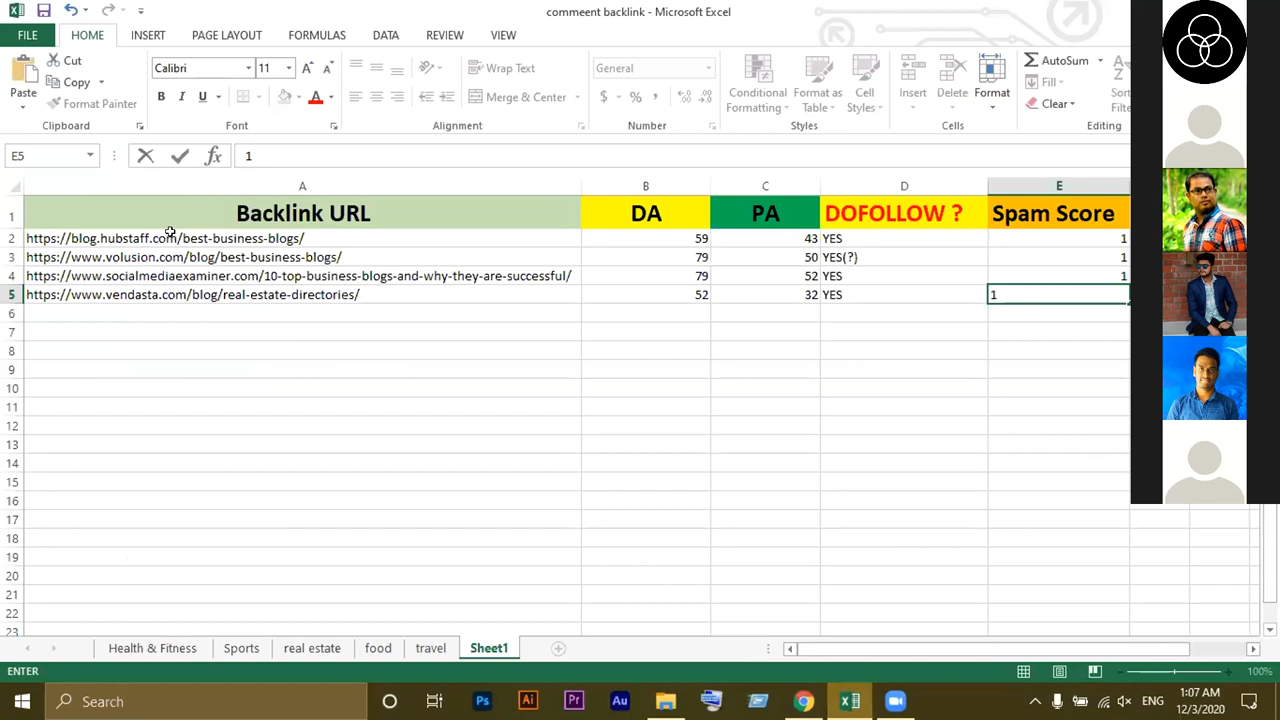 commeent backlink - Microsoft Excel
FILE HOME INSERT PAGE LAYOUT FORMULAS DATA REVIEW VIEW
Paste
Cut
Copy
Format Painter
Clipboard
Calibri 11
B I U
Font
Wrap Text
Merge & Center
Alignment
General
$ % ,
Number
Conditional Formatting
Format as Table
Cell Styles
Styles
Insert Delete Format
Cells
AutoSum
Fill
Clear
Sort
Editing
E5 fx 1
A B C D E
1 Backlink URL DA PA DOFOLLOW ? Spam Score
2 https://blog.hubstaff.com/best-business-blogs/ 59 43 YES 1
3 https://www.volusion.com/blog/best-business-blogs/ 79 50 YES(?) 1
4 https://www.socialmediaexaminer.com/10-top-business-blogs-and-why-they-are-successful/ 79 52 YES 1
5 https://www.vendasta.com/blog/real-estate-directories/ 52 32 YES 1
6
7
8
9
10
11
12
13
14
15
16
17
18
19
20
21
22
23
Health & Fitness Sports real estate food travel Sheet1
ENTER 100%
Search Ps Ai Pr Au ENG 1:07 AM
12/3/2020